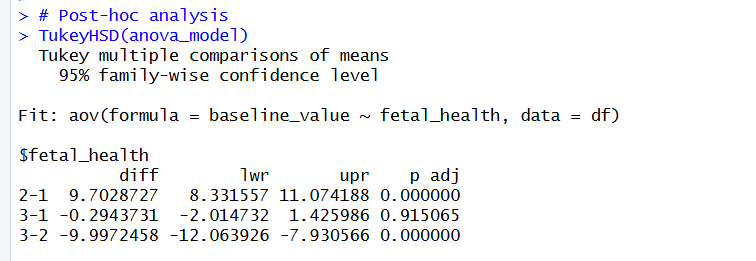 > # Post-hoc analysis
> TukeyHSD(anova_model)
  Tukey multiple comparisons of means
    95% family-wise confidence level

Fit: aov(formula = baseline_value ~ fetal_health, data = df)

$fetal_health
          diff        lwr       upr    p adj
2-1  9.7028727   8.331557 11.074188 0.000000
3-1 -0.2943731  -2.014732  1.425986 0.915065
3-2 -9.9972458 -12.063926 -7.930566 0.000000